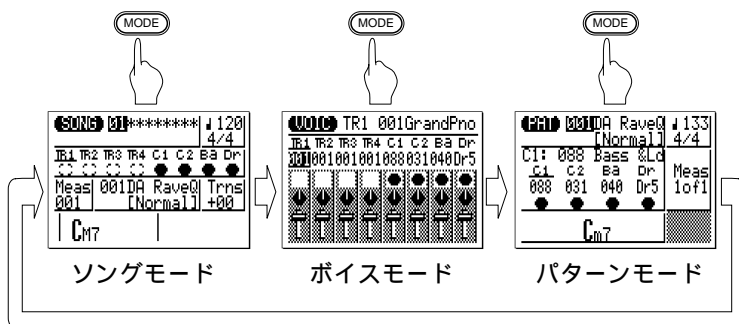 MODE
MODE
MODE
SONG 01******** ♩120
4/4
TR1 TR2 TR3 TR4 C1 C2 Ba Dr
Meas 001DA RaveQ Trns
001 [Normal] +00
CM7
VOIC TR1 001GrandPno
TR1 TR2 TR3 TR4 C1 C2 Ba Dr
001001001001088031040Dr5
PAT 001DA RaveQ ♩133
[Normal] 4/4
C1: 088 Bass &Ld
C1 C2 Ba Dr Meas
088 031 040 Dr5 1of1
Cm7
ソングモード
ボイスモード
パターンモード